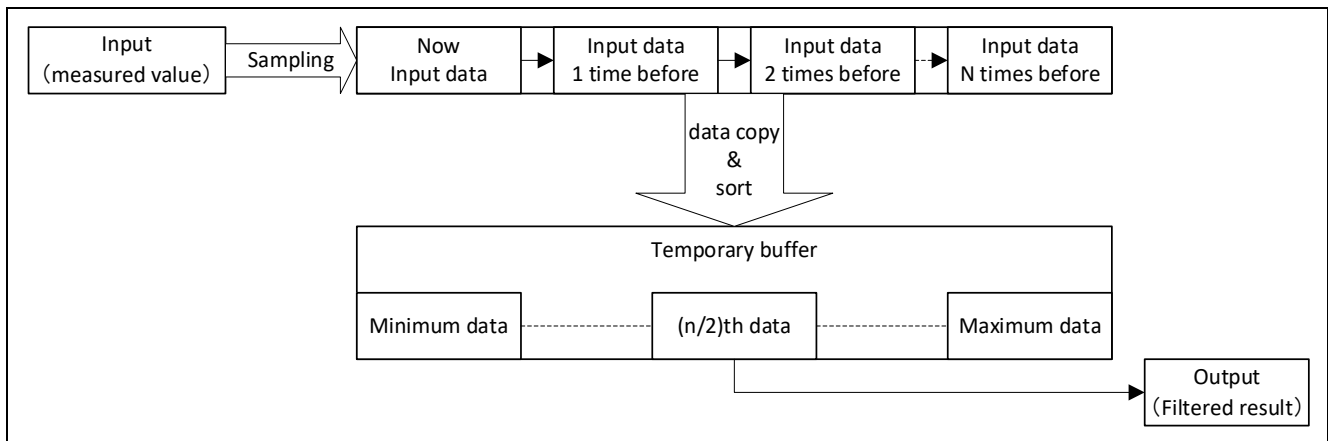 Input
（measured value）
Sampling
Now
Input data
Input data
1 time before
Input data
2 times before
Input data
N times before
data copy
&
sort
Temporary buffer
Minimum data
(n/2)th data
Maximum data
Output
（Filtered result）